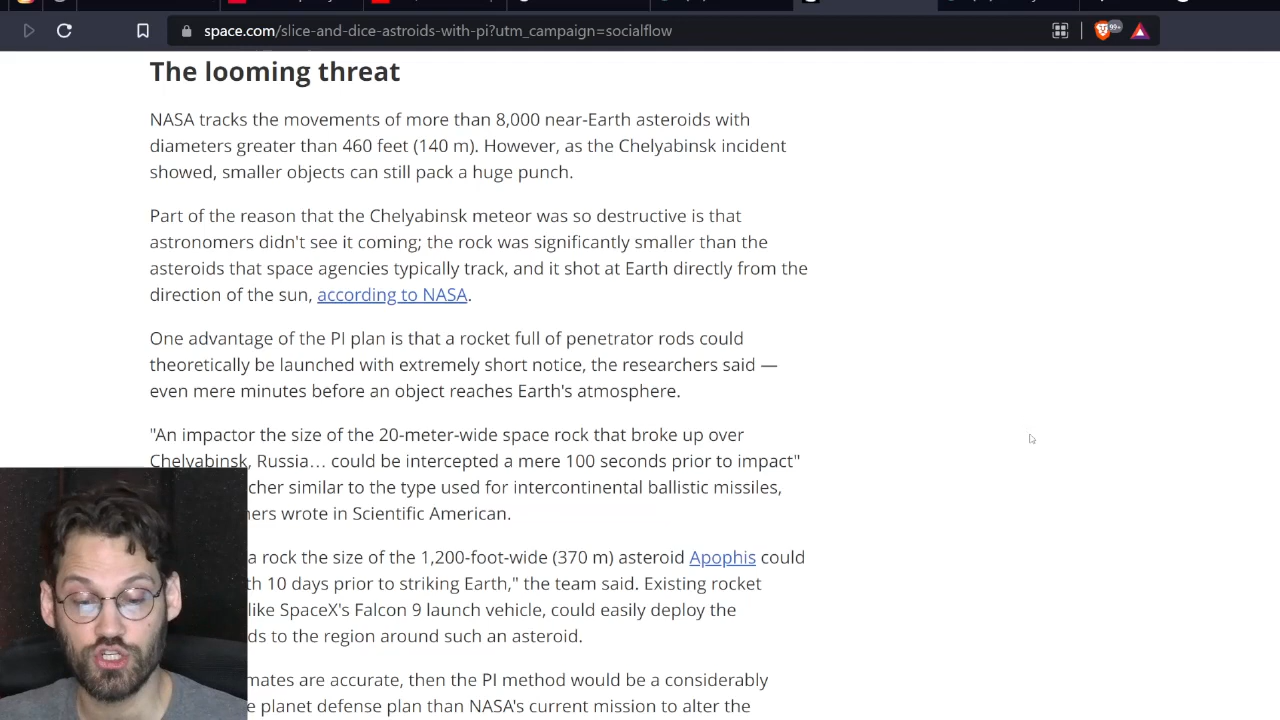 space.com/slice-and-dice-astroids-with-pi?utm_campaign=socialflow
99+
The looming threat
NASA tracks the movements of more than 8,000 near-Earth asteroids with
diameters greater than 460 feet (140 m). However, as the Chelyabinsk incident
showed, smaller objects can still pack a huge punch.
Part of the reason that the Chelyabinsk meteor was so destructive is that
astronomers didn't see it coming; the rock was significantly smaller than the
asteroids that space agencies typically track, and it shot at Earth directly from the
direction of the sun, according to NASA.
One advantage of the PI plan is that a rocket full of penetrator rods could
theoretically be launched with extremely short notice, the researchers said —
even mere minutes before an object reaches Earth's atmosphere.
"An impactor the size of the 20-meter-wide space rock that broke up over
Chelyabinsk, Russia… could be intercepted a mere 100 seconds prior to impact"
cher similar to the type used for intercontinental ballistic missiles,
ers wrote in Scientific American.
a rock the size of the 1,200-foot-wide (370 m) asteroid Apophis could
th 10 days prior to striking Earth," the team said. Existing rocket
like SpaceX's Falcon 9 launch vehicle, could easily deploy the
ds to the region around such an asteroid.
mates are accurate, then the PI method would be a considerably
e planet defense plan than NASA's current mission to alter the